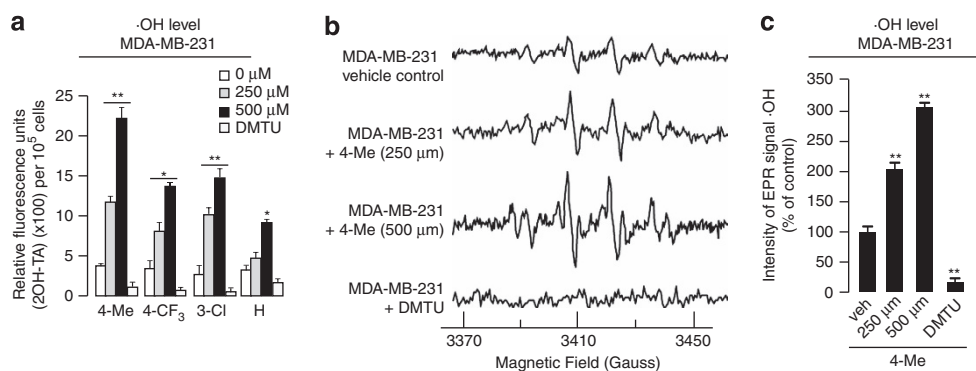 a
·OH level
MDA-MB-231
0 μM
250 μM
500 μM
DMTU
Relative fluorescence units
(2OH-TA) (x100) per 10⁵ cells
25
20
15
10
5
0
**
*
**
*
4-Me
4-CF₃
3-Cl
H
b
MDA-MB-231
vehicle control
MDA-MB-231
+ 4-Me (250 μm)
MDA-MB-231
+ 4-Me (500 μm)
MDA-MB-231
+ DMTU
3370
3410
3450
Magnetic Field (Gauss)
c
·OH level
MDA-MB-231
Intensity of EPR signal ·OH
(% of control)
350
300
250
200
150
100
50
0
**
**
**
veh
250 μm
500 μm
DMTU
4-Me